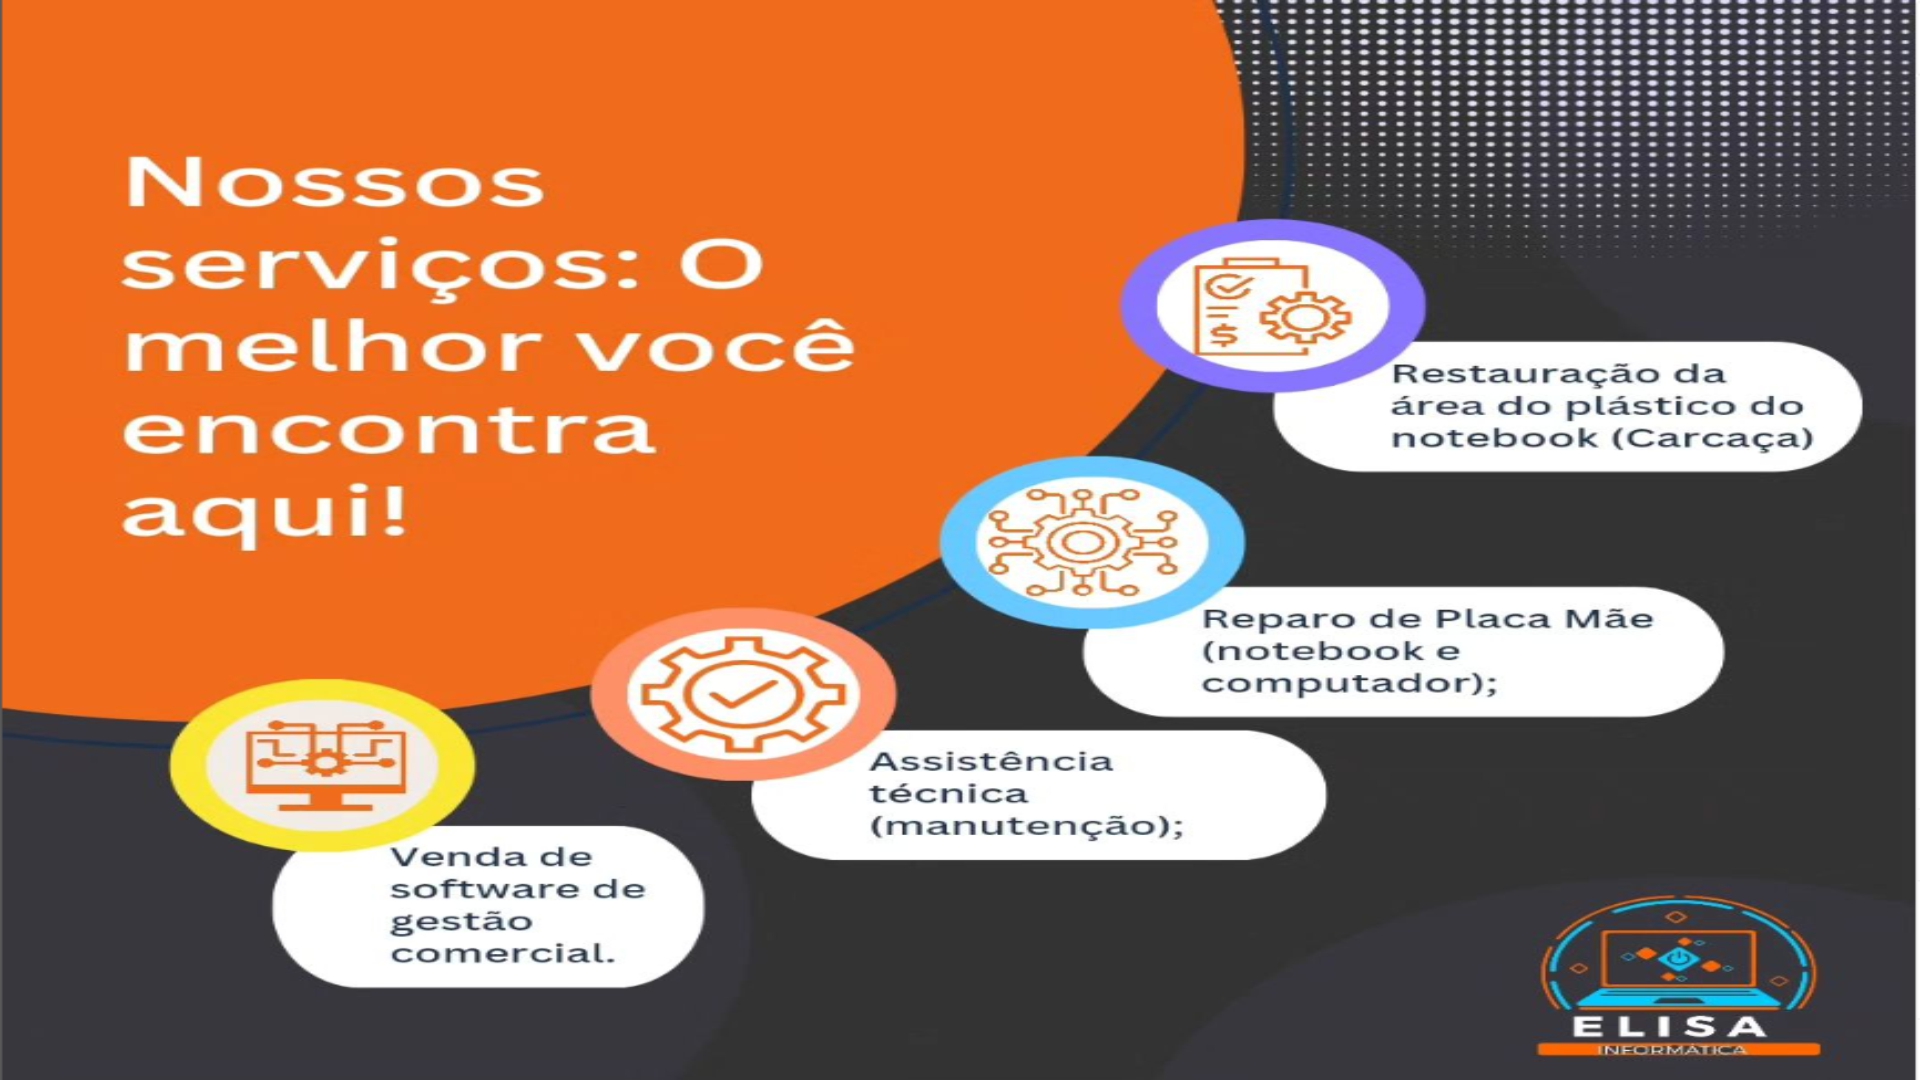 Nossos
serviços: O
melhor você
encontra
aqui!
Restauração da
área do plástico do
notebook (Carcaça)
Reparo de Placa Mãe
(notebook e
computador);
Assistência
técnica
(manutenção);
Venda de
software de
gestão
comercial.
$
ELISA
INFORMÁTICA